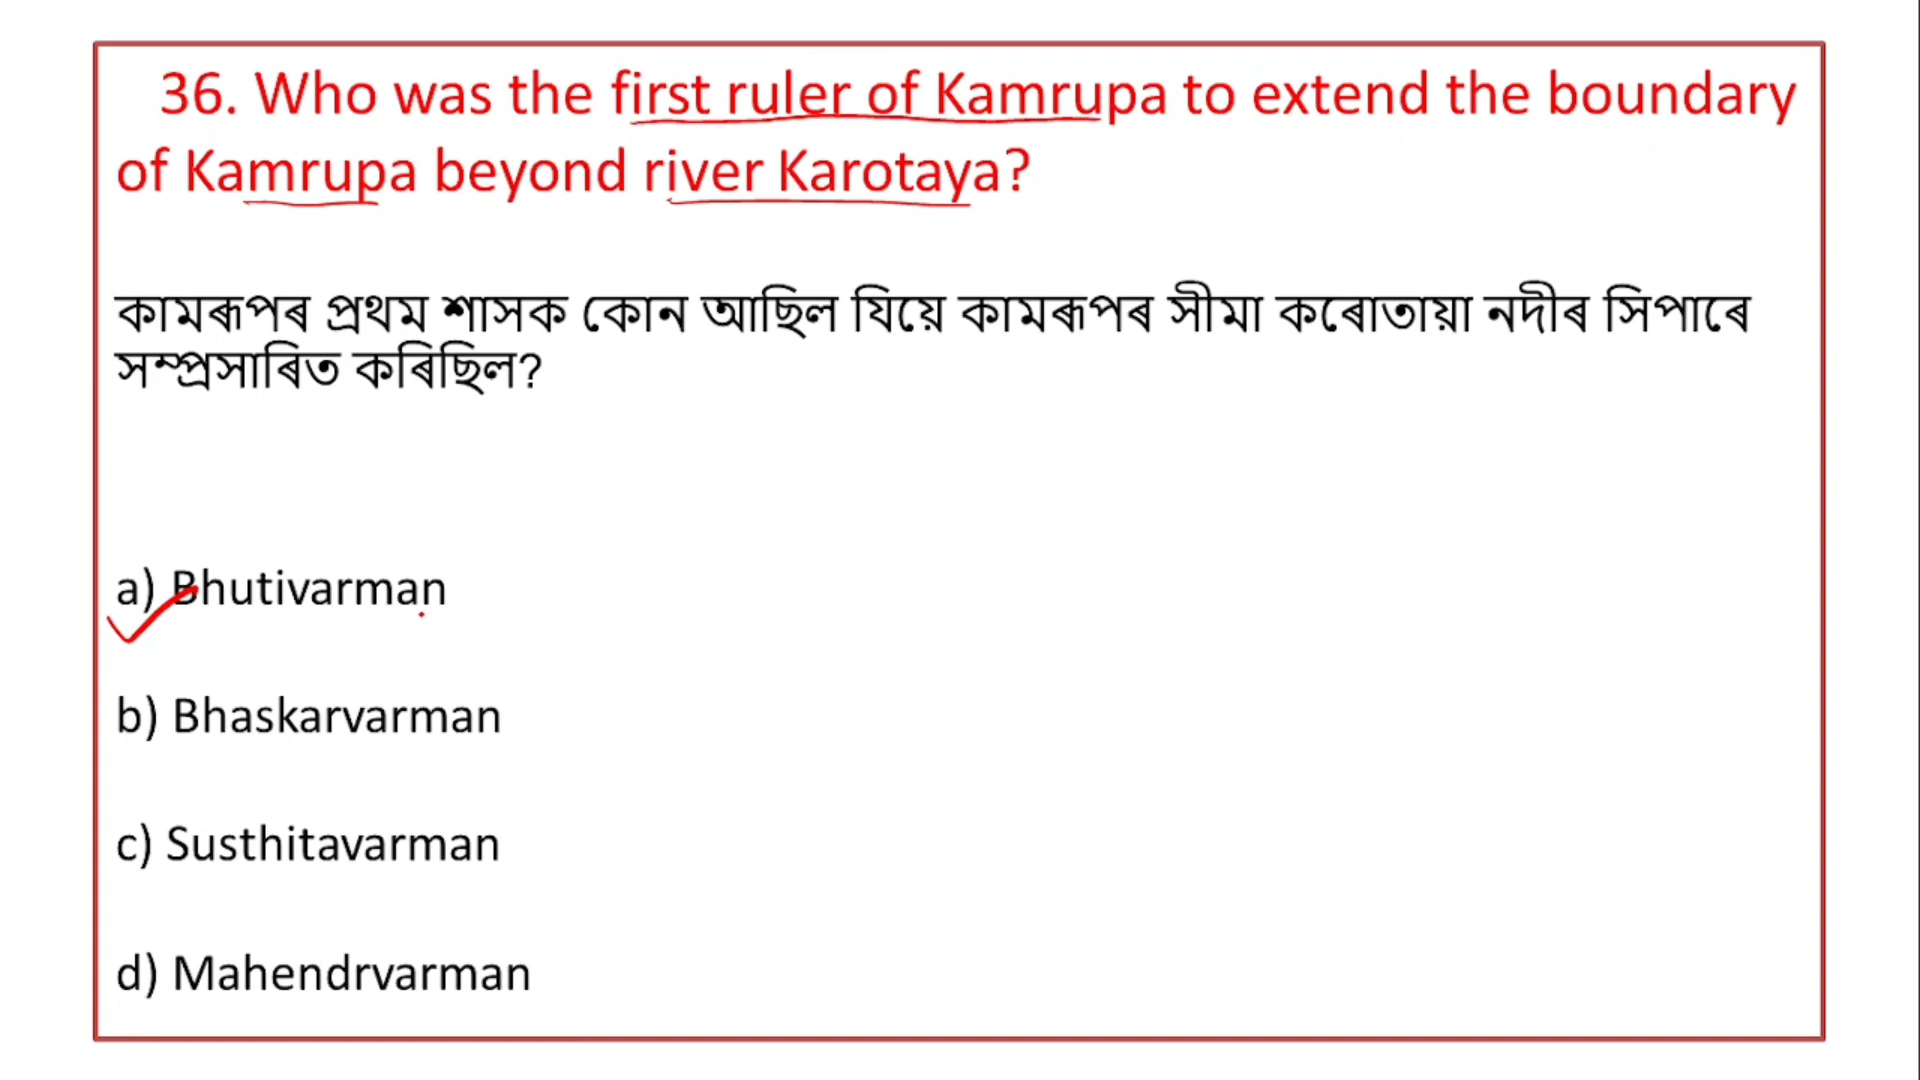 36. Who was the first ruler of Kamrupa to extend the boundary
of Kamrupa beyond river Karotaya?
কামৰূপৰ প্ৰথম শাসক কোন আছিল যিয়ে কামৰূপৰ সীমা কৰোতায়া নদীৰ সিপাৰে
সম্প্ৰসাৰিত কৰিছিল?
a) Bhutivarman
b) Bhaskarvarman
c) Susthitavarman
d) Mahendrvarman